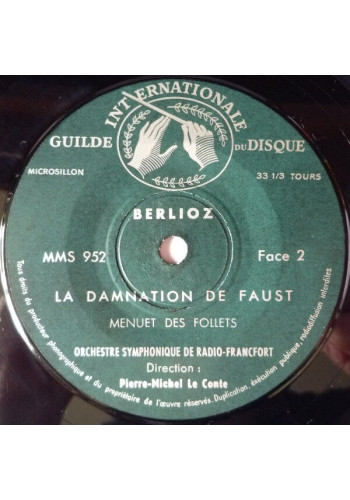 GUILDE INTERNATIONALE DU DISQUE
MICROSILLON
33 1/3 TOURS
BERLIOZ
MMS 952
Face 2
LA DAMNATION DE FAUST
MENUET DES FOLLETS
ORCHESTRE SYMPHONIQUE DE RADIO-FRANCFORT
Direction :
Pierre-Michel Le Conte
Tous droits du producteur phonographique et du propriétaire de l'œuvre réservés. Duplication, exécution publique, radiodiffusion interdites